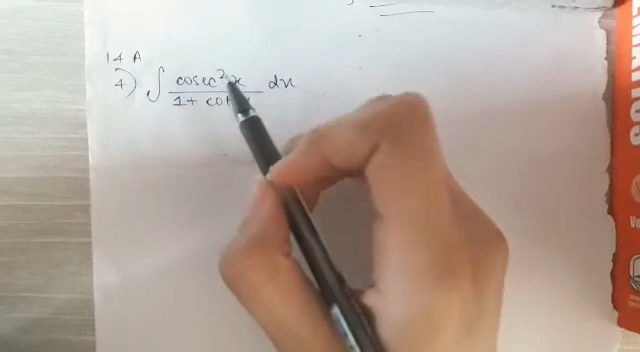 14 A
4) ∫ cosec²x dx
1 + cot